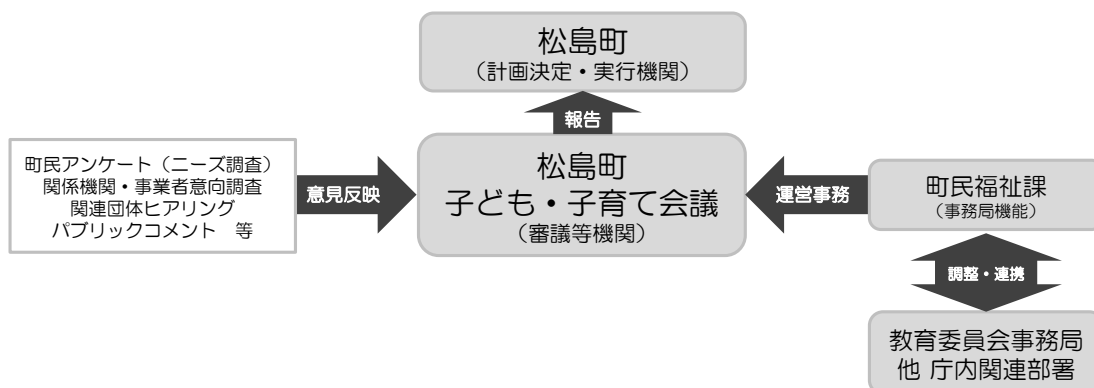 松島町
（計画決定・実行機関）
報告
町民アンケート（ニーズ調査）
関係機関・事業者意向調査
関連団体ヒアリング
パブリックコメント　等
意見反映
松島町
子ども・子育て会議
（審議等機関）
運営事務
町民福祉課
（事務局機能）
調整・連携
教育委員会事務局
他 庁内関連部署